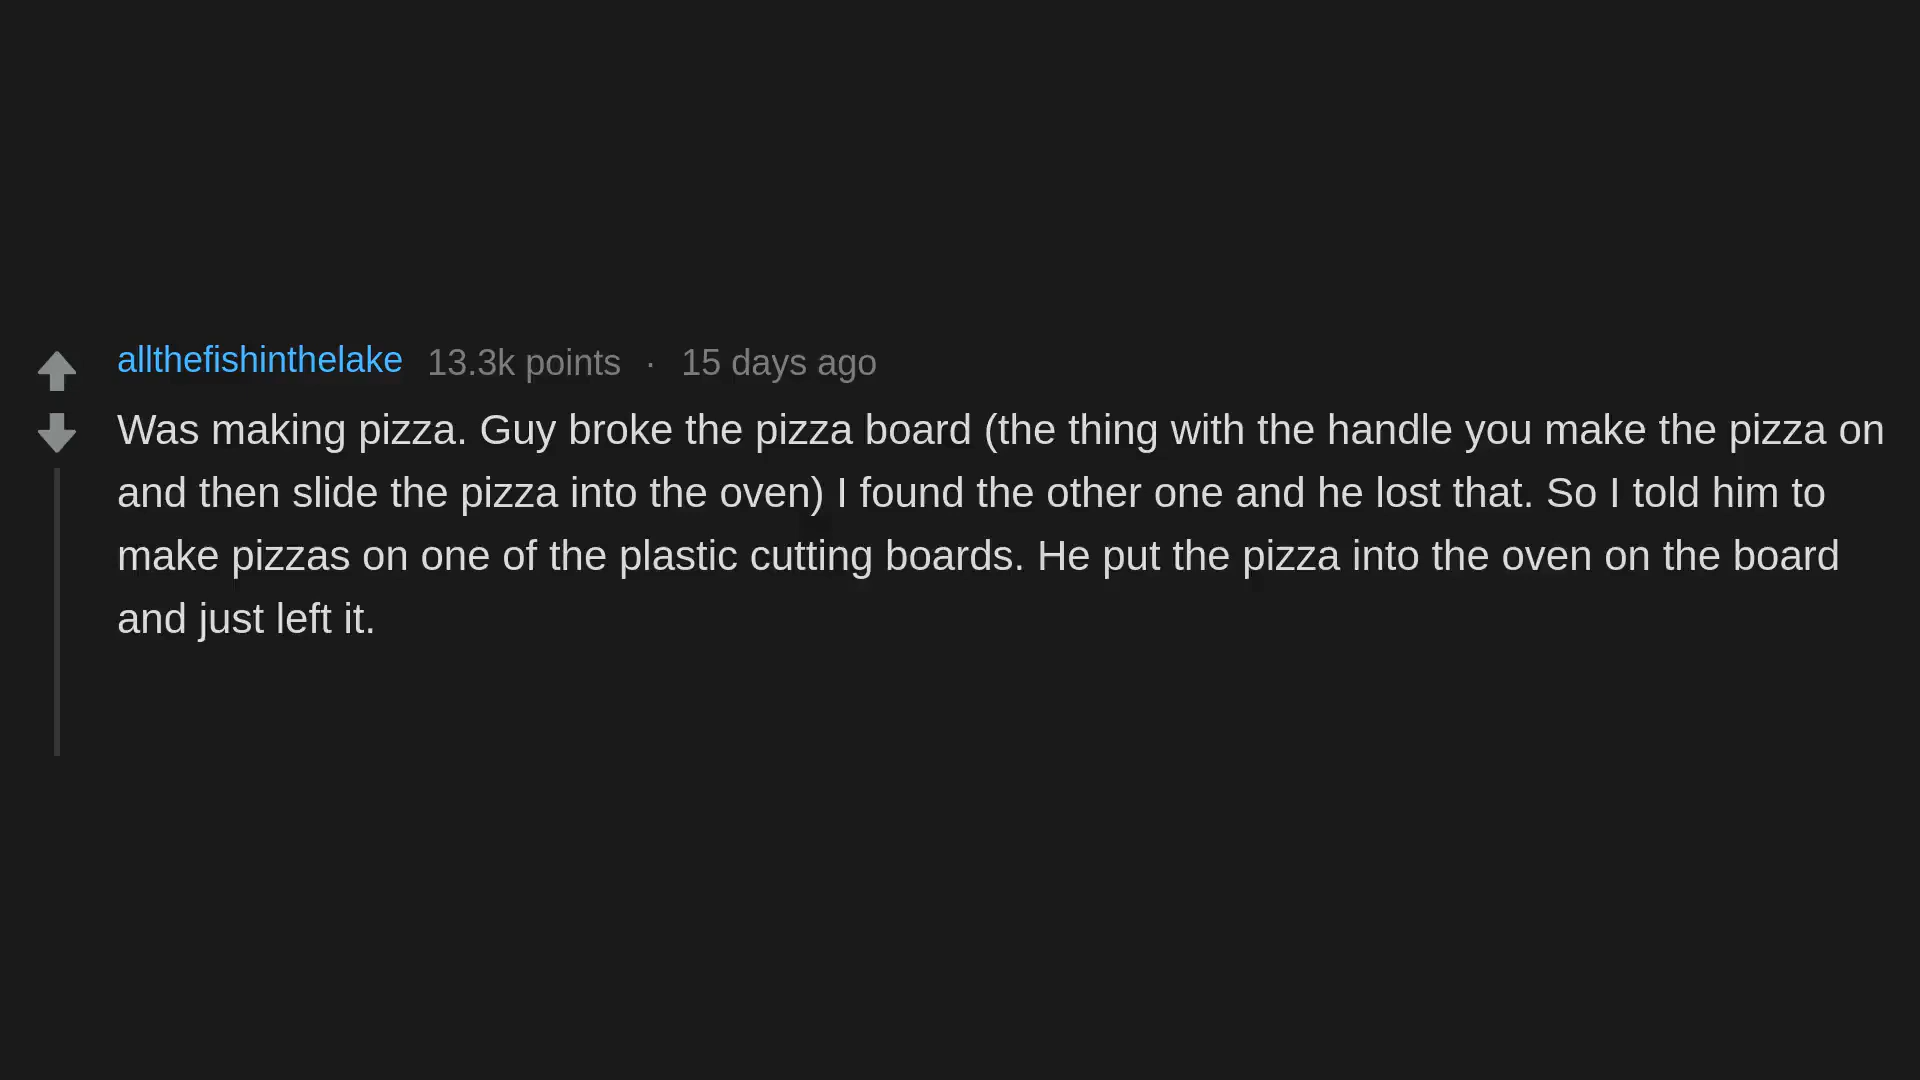 allthefishinthelake 13.3k points · 15 days ago
Was making pizza. Guy broke the pizza board (the thing with the handle you make the pizza on
and then slide the pizza into the oven) I found the other one and he lost that. So I told him to
make pizzas on one of the plastic cutting boards. He put the pizza into the oven on the board
and just left it.